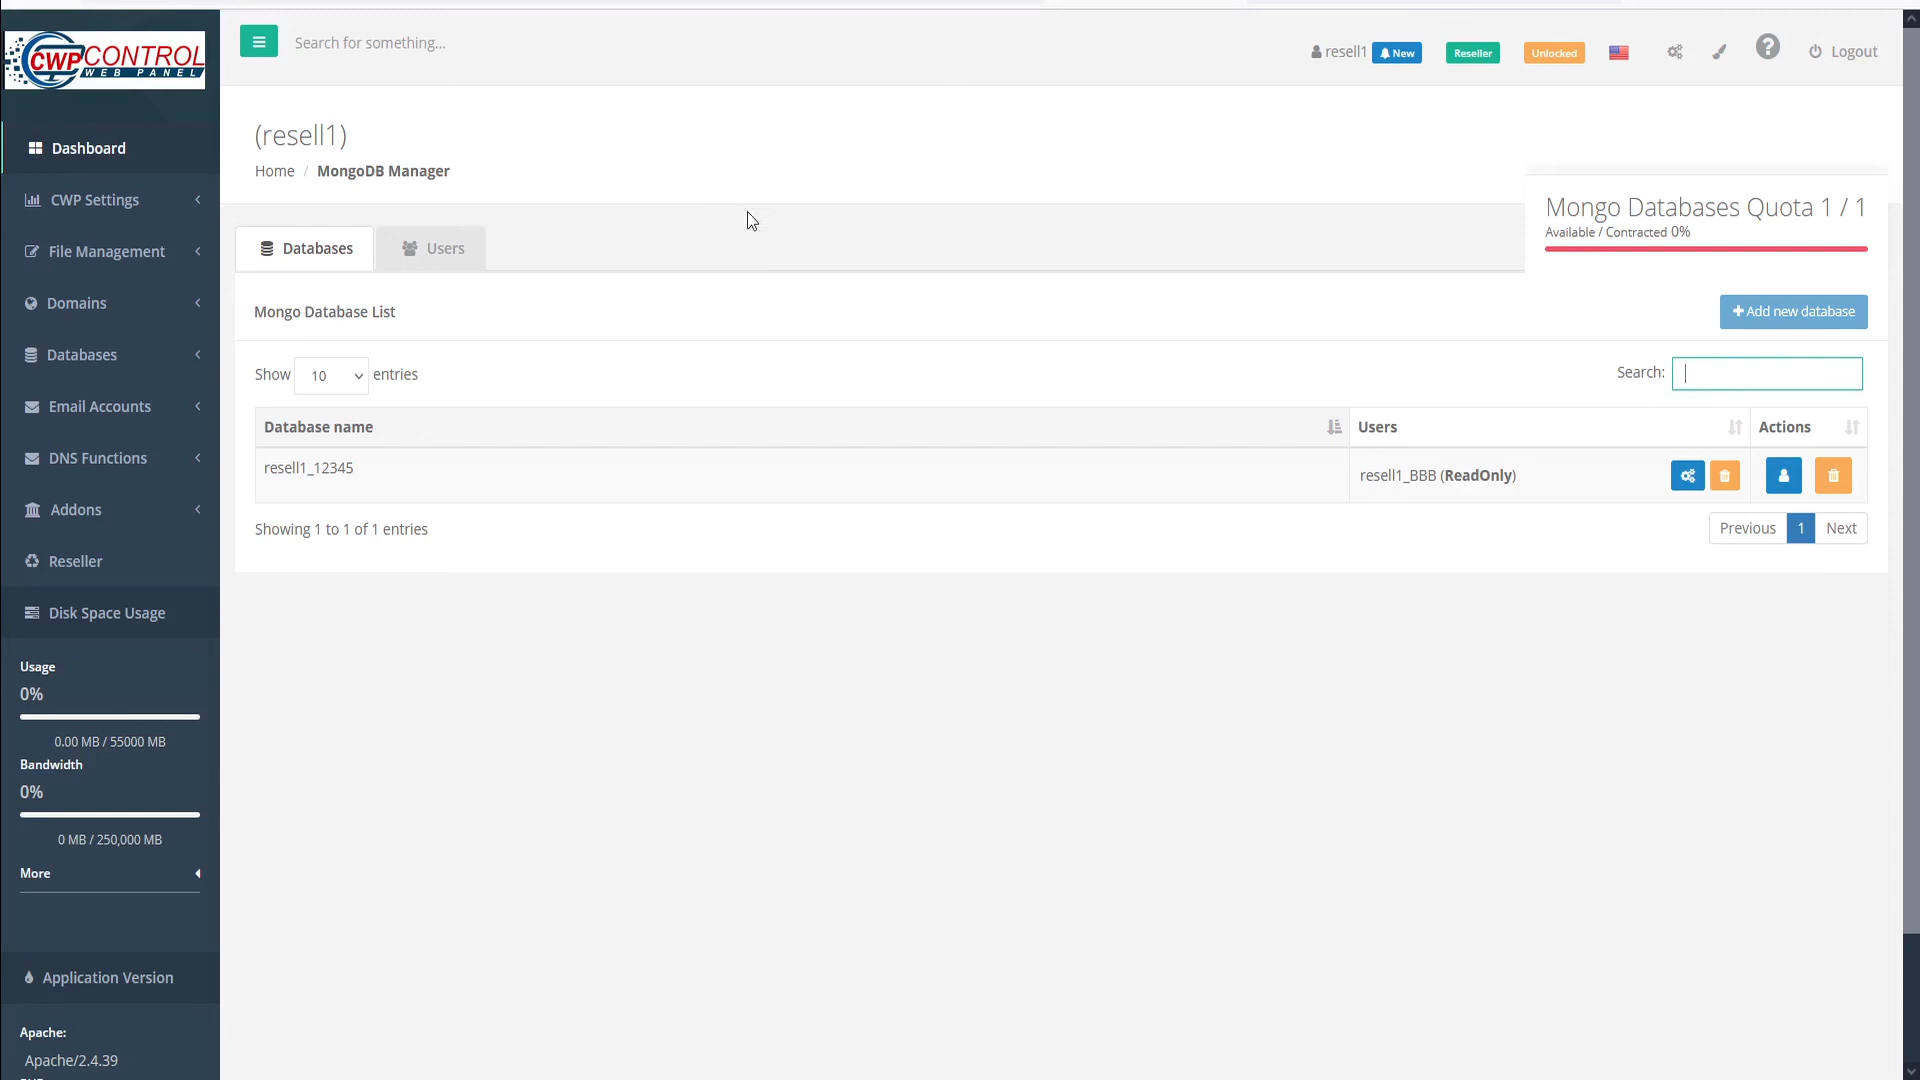 CWPCONTROL
WEB PANEL
Search for something...
resell1 New Reseller Unlocked Logout
Dashboard
CWP Settings
File Management
Domains
Databases
Email Accounts
DNS Functions
Addons
Reseller
Disk Space Usage
Usage
0%
0.00 MB / 55000 MB
Bandwidth
0%
0 MB / 250,000 MB
More
Application Version
Apache:
Apache/2.4.39
(resell1)
Home / MongoDB Manager
Mongo Databases Quota 1 / 1
Available / Contracted 0%
Databases Users
Mongo Database List
Add new database
Show 10 entries
Search:
Database name Users Actions
resell1_12345 resell1_BBB (ReadOnly)
Showing 1 to 1 of 1 entries
Previous 1 Next